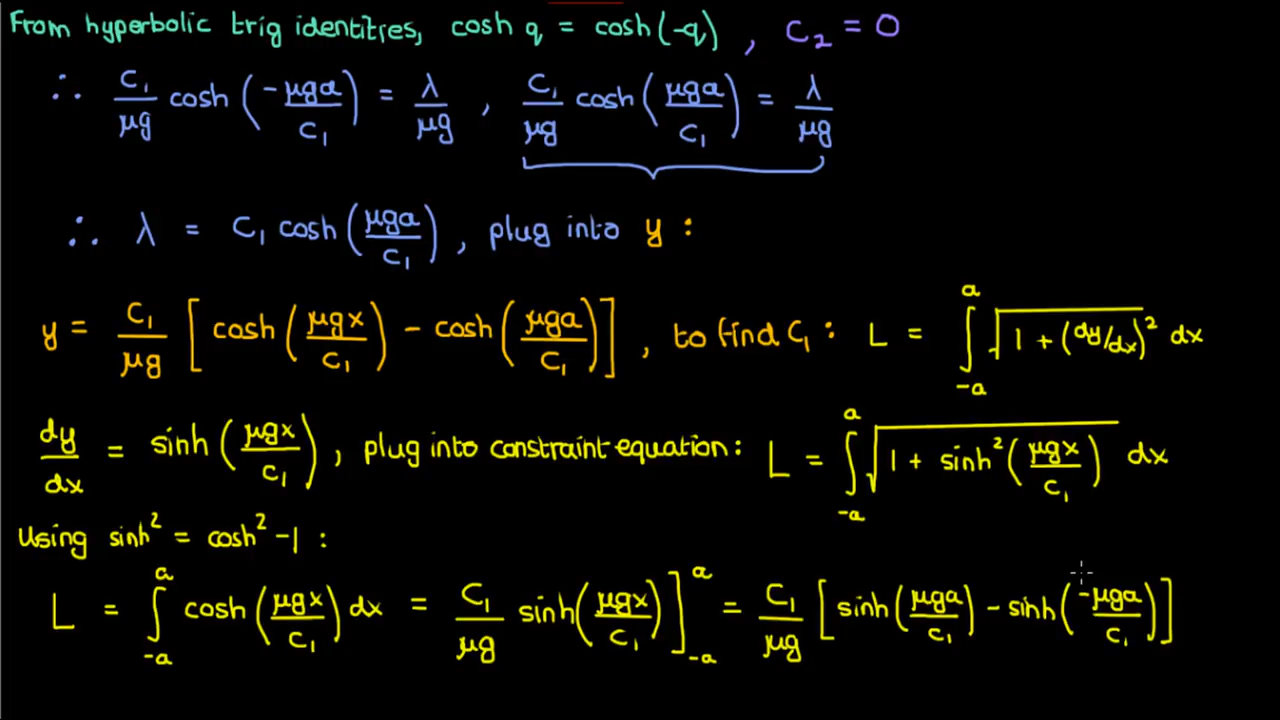 From hyperbolic trig identitres, cosh q = cosh(-q) , C₂ = 0
∴ C₁/μg cosh(-μga/C₁) = λ/μg , C₁/μg cosh(μga/C₁) = λ/μg
∴ λ = C₁ cosh(μga/C₁) , plug into y :
y = C₁/μg [cosh(μgx/C₁) - cosh(μga/C₁)] , to find C₁ : L = ∫₋ₐᵃ √(1 + (dy/dx)²) dx
dy/dx = sinh(μgx/C₁) , plug into constraint equation : L = ∫₋ₐᵃ √(1 + sinh²(μgx/C₁)) dx
Using sinh² = cosh² -1 :
L = ∫₋ₐᵃ cosh(μgx/C₁) dx = C₁/μg sinh(μgx/C₁)]₋ₐᵃ = C₁/μg [sinh(μga/C₁) - sinh(-μga/C₁)]